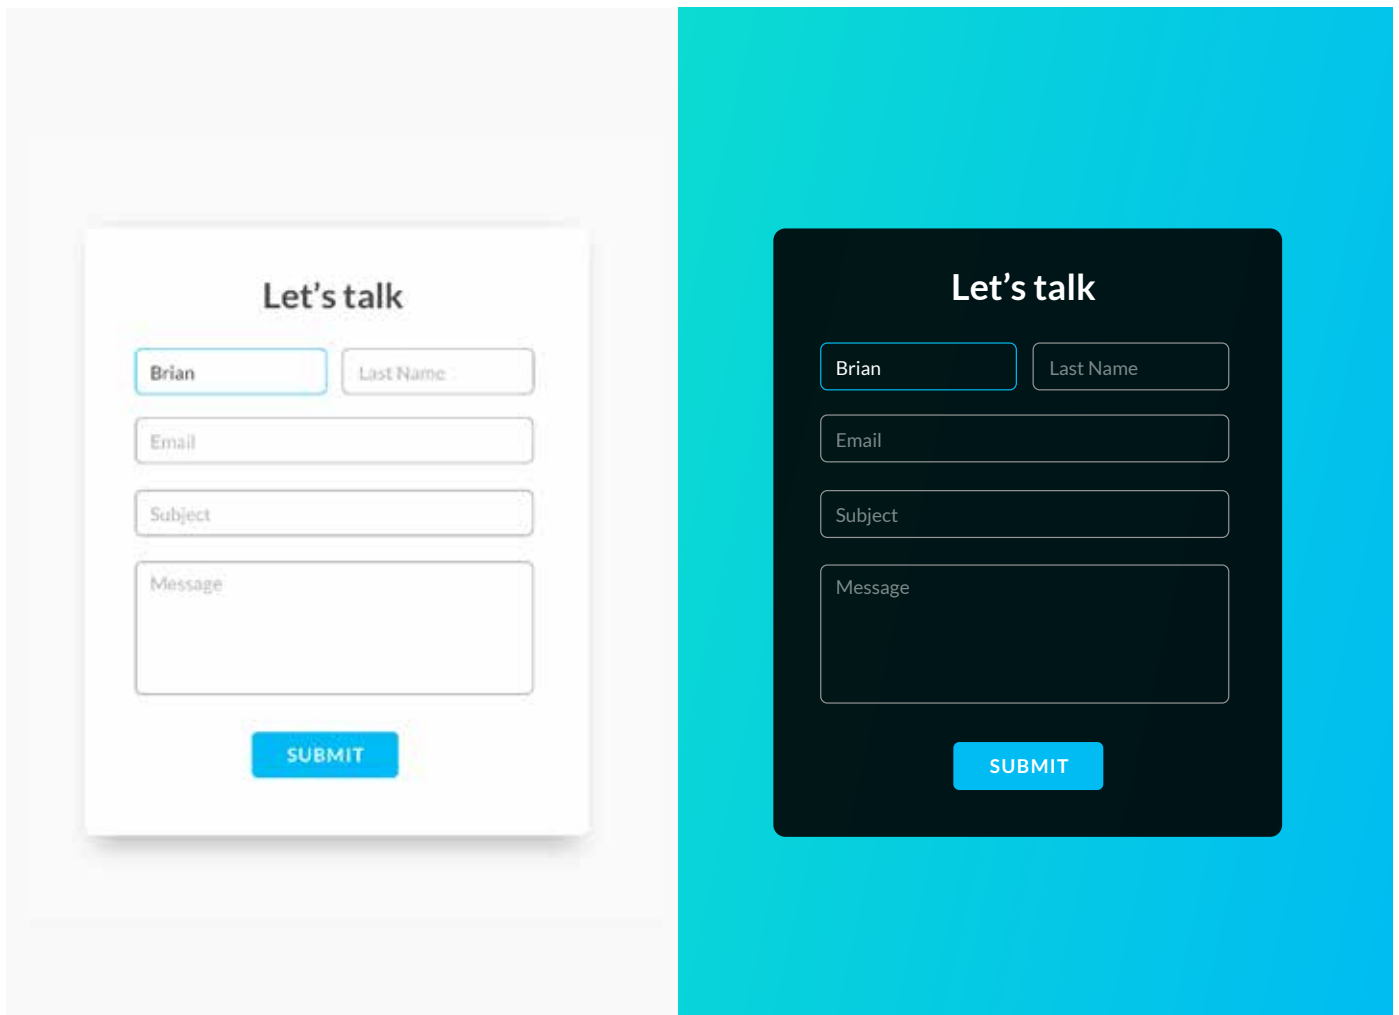 Let’s talk
Brian
Last Name
Email
Subject
Message
SUBMIT
Let’s talk
Brian
Last Name
Email
Subject
Message
SUBMIT